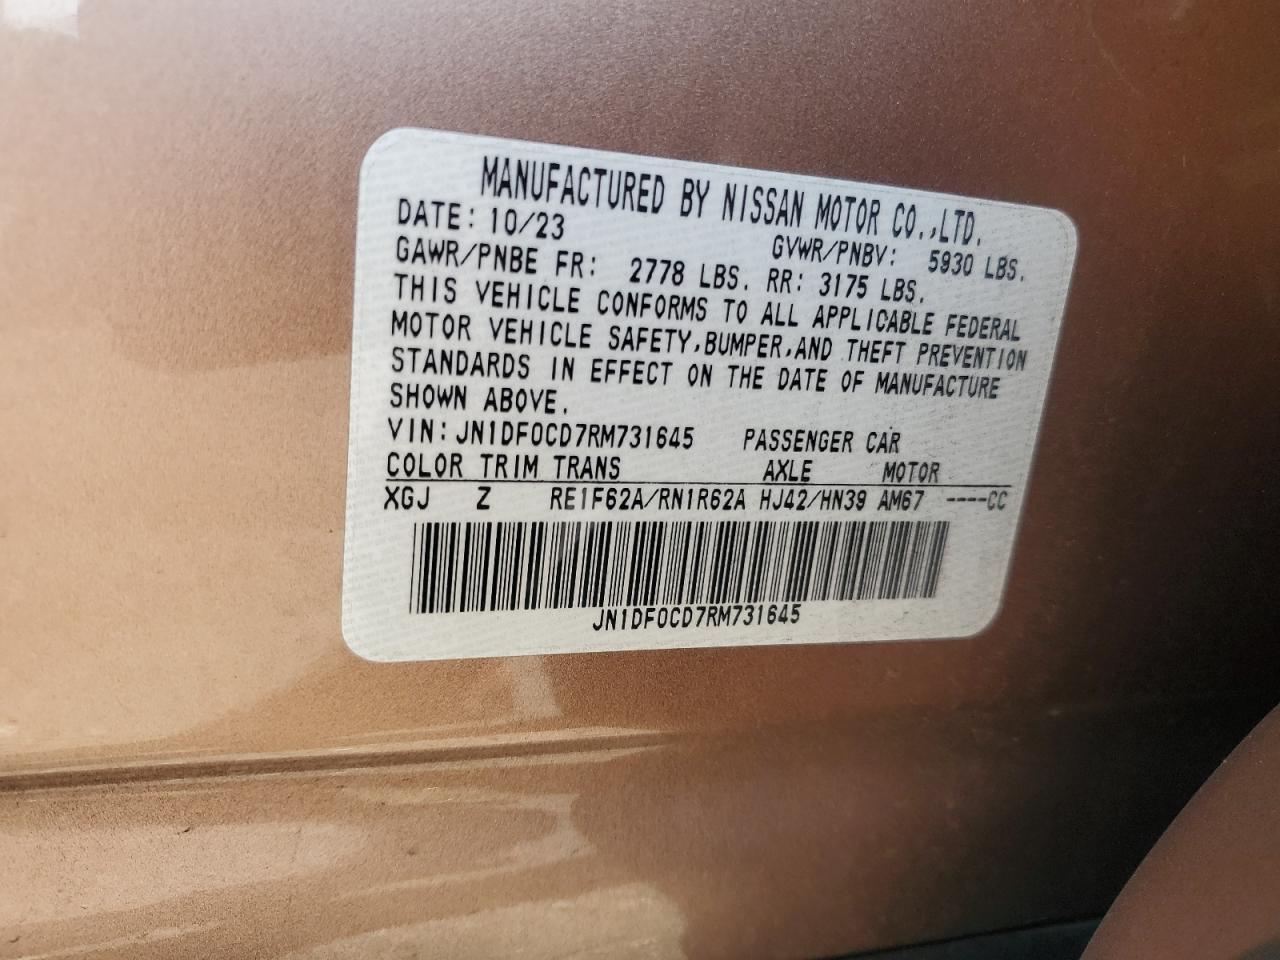 MANUFACTURED BY NISSAN MOTOR CO.,LTD.
DATE: 10/23 GVWR/PNBV: 5930 LBS.
GAWR/PNBE FR: 2778 LBS. RR: 3175 LBS.
THIS VEHICLE CONFORMS TO ALL APPLICABLE FEDERAL
MOTOR VEHICLE SAFETY,BUMPER,AND THEFT PREVENTION
STANDARDS IN EFFECT ON THE DATE OF MANUFACTURE
SHOWN ABOVE.
VIN:JN1DF0CD7RM731645 PASSENGER CAR
COLOR TRIM TRANS AXLE MOTOR
XGJ Z RE1F62A/RN1R62A HJ42/HN39 AM67 ----CC
JN1DF0CD7RM731645